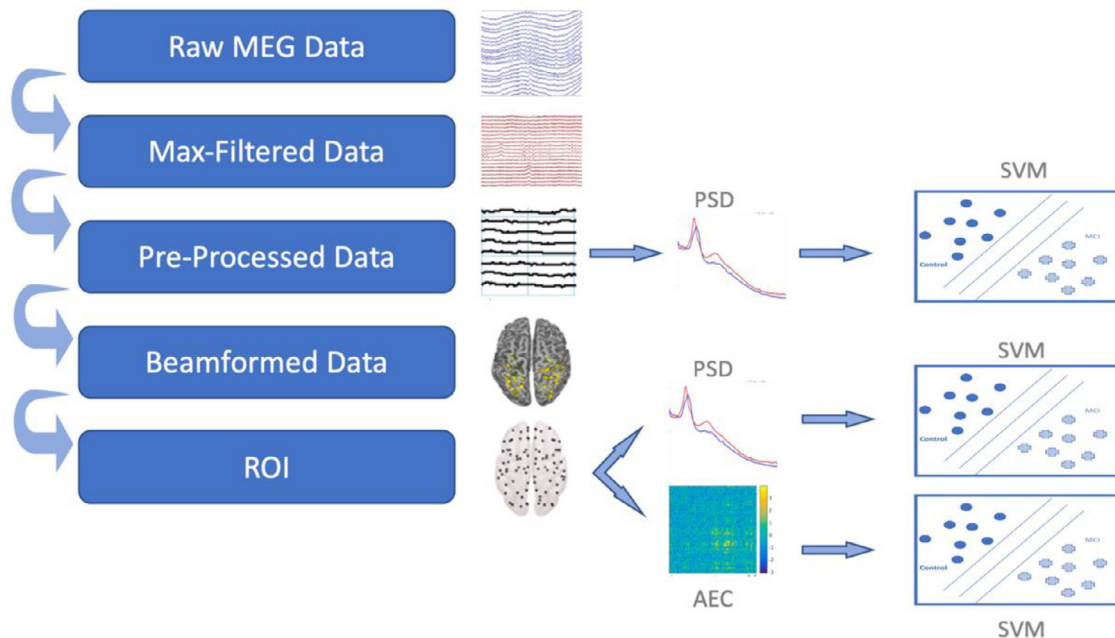 Raw MEG Data
Max-Filtered Data
Pre-Processed Data
Beamformed Data
ROI
PSD
SVM
Control
MCI
PSD
SVM
Control
MCI
AEC
Control
MCI
SVM